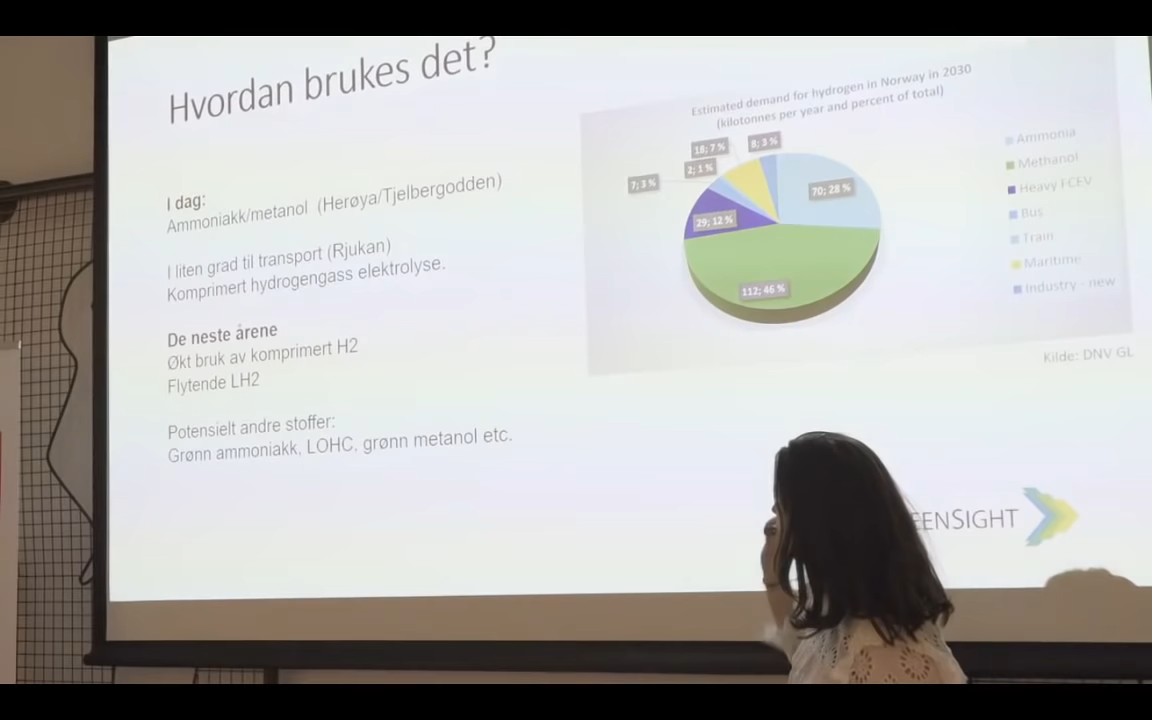 Hvordan brukes det?
I dag:
Ammoniakk/metanol (Herøya/Tjelbergodden)
I liten grad til transport (Rjukan)
Komprimert hydrogengass elektrolyse.
De neste årene
Økt bruk av komprimert H2
Flytende LH2
Potensielt andre stoffer:
Grønn ammoniakk, LOHC, grønn metanol etc.
Estimated demand for hydrogen in Norway in 2030
(kilotonnes per year and percent of total)
18; 7 %
8; 3 %
2; 1 %
7; 3 %
70; 28 %
29; 12 %
112; 46 %
Ammonia
Methanol
Heavy FCEV
Bus
Train
Maritime
Industry - new
Kilde: DNV GL
EENSIGHT